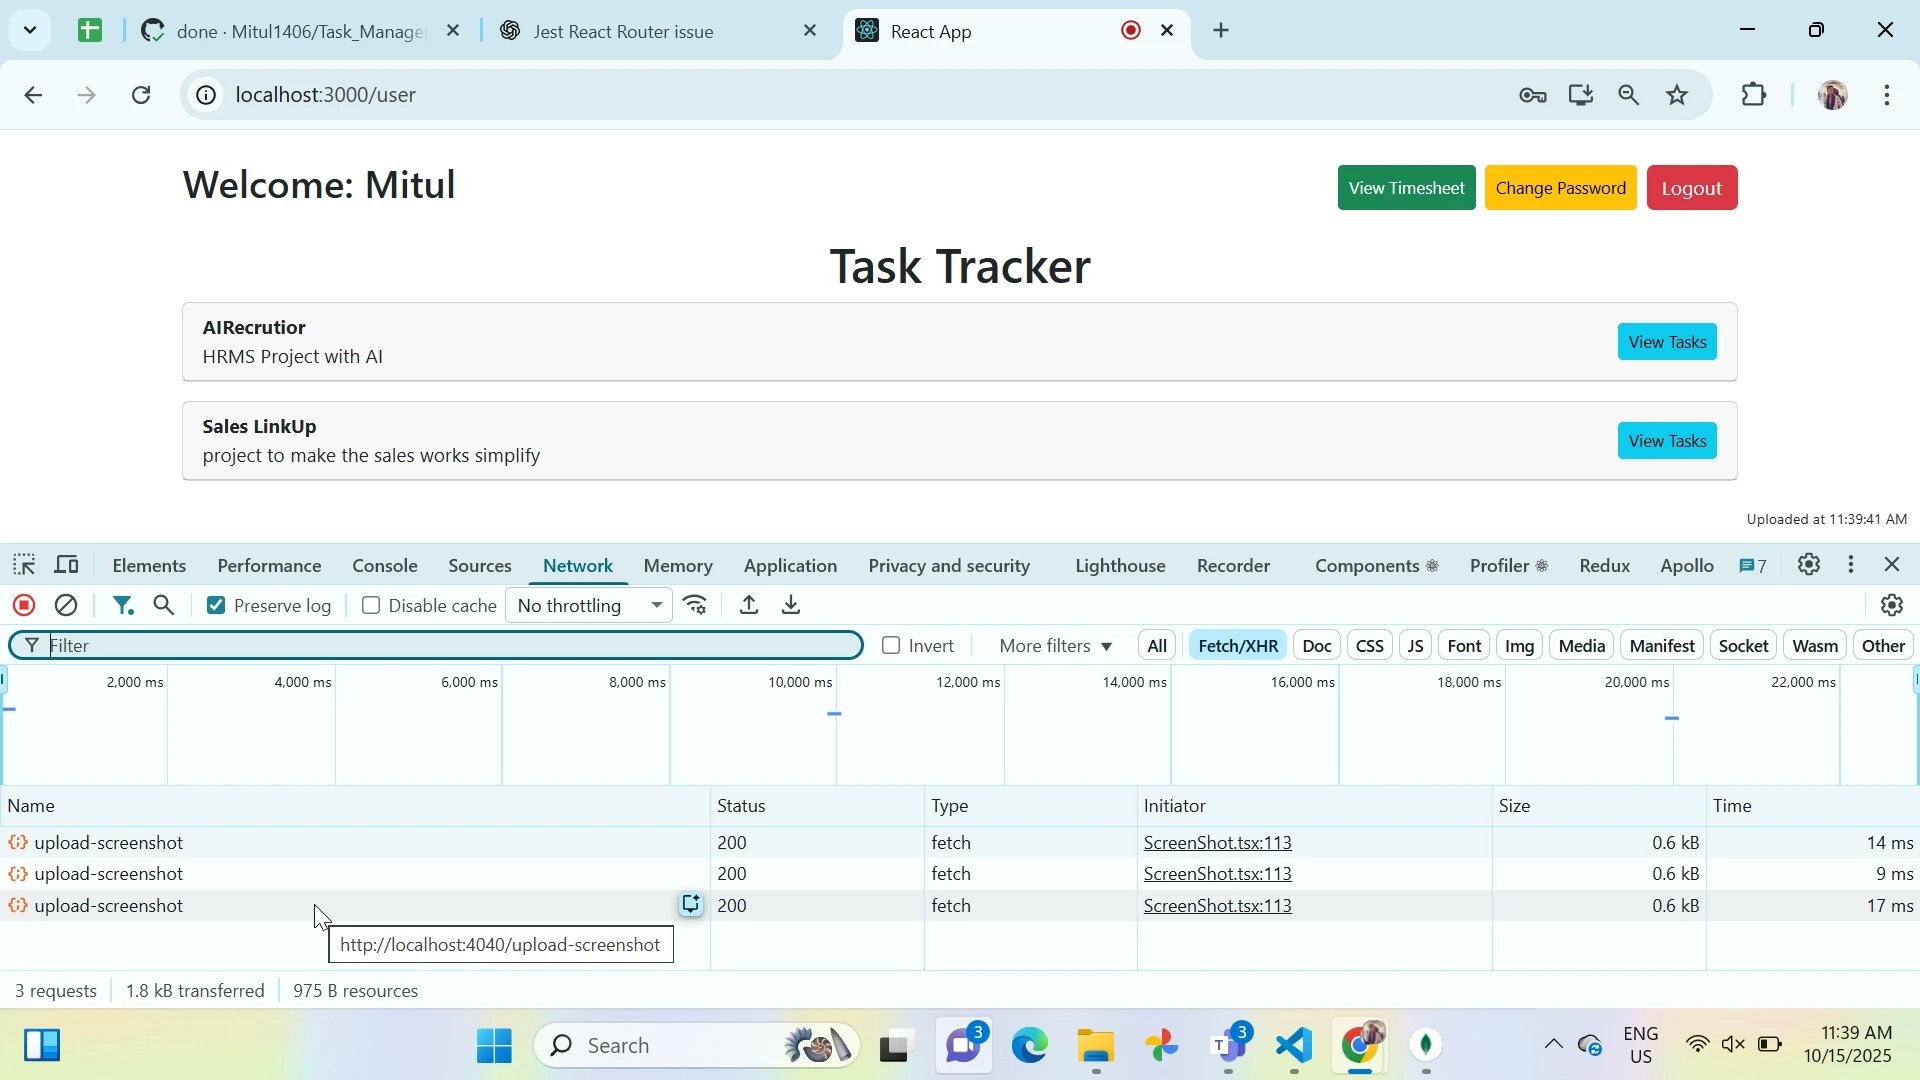 done · Mitul1406/Task_Manage
Jest React Router issue
React App
localhost:3000/user
Welcome: Mitul
View Timesheet
Change Password
Logout
Task Tracker
AIRecrutior
HRMS Project with AI
View Tasks
Sales LinkUp
project to make the sales works simplify
View Tasks
Uploaded at 11:39:41 AM
Elements Performance Console Sources Network Memory Application Privacy and security Lighthouse Recorder Components Profiler Redux Apollo 7
Preserve log Disable cache No throttling
Filter Invert More filters All Fetch/XHR Doc CSS JS Font Img Media Manifest Socket Wasm Other
2,000 ms 4,000 ms 6,000 ms 8,000 ms 10,000 ms 12,000 ms 14,000 ms 16,000 ms 18,000 ms 20,000 ms 22,000 ms
Name Status Type Initiator Size Time
upload-screenshot 200 fetch ScreenShot.tsx:113 0.6 kB 14 ms
upload-screenshot 200 fetch ScreenShot.tsx:113 0.6 kB 9 ms
upload-screenshot 200 fetch ScreenShot.tsx:113 0.6 kB 17 ms
http://localhost:4040/upload-screenshot
3 requests 1.8 kB transferred 975 B resources
Search 3 3 ENG 11:39 AM
US 10/15/2025